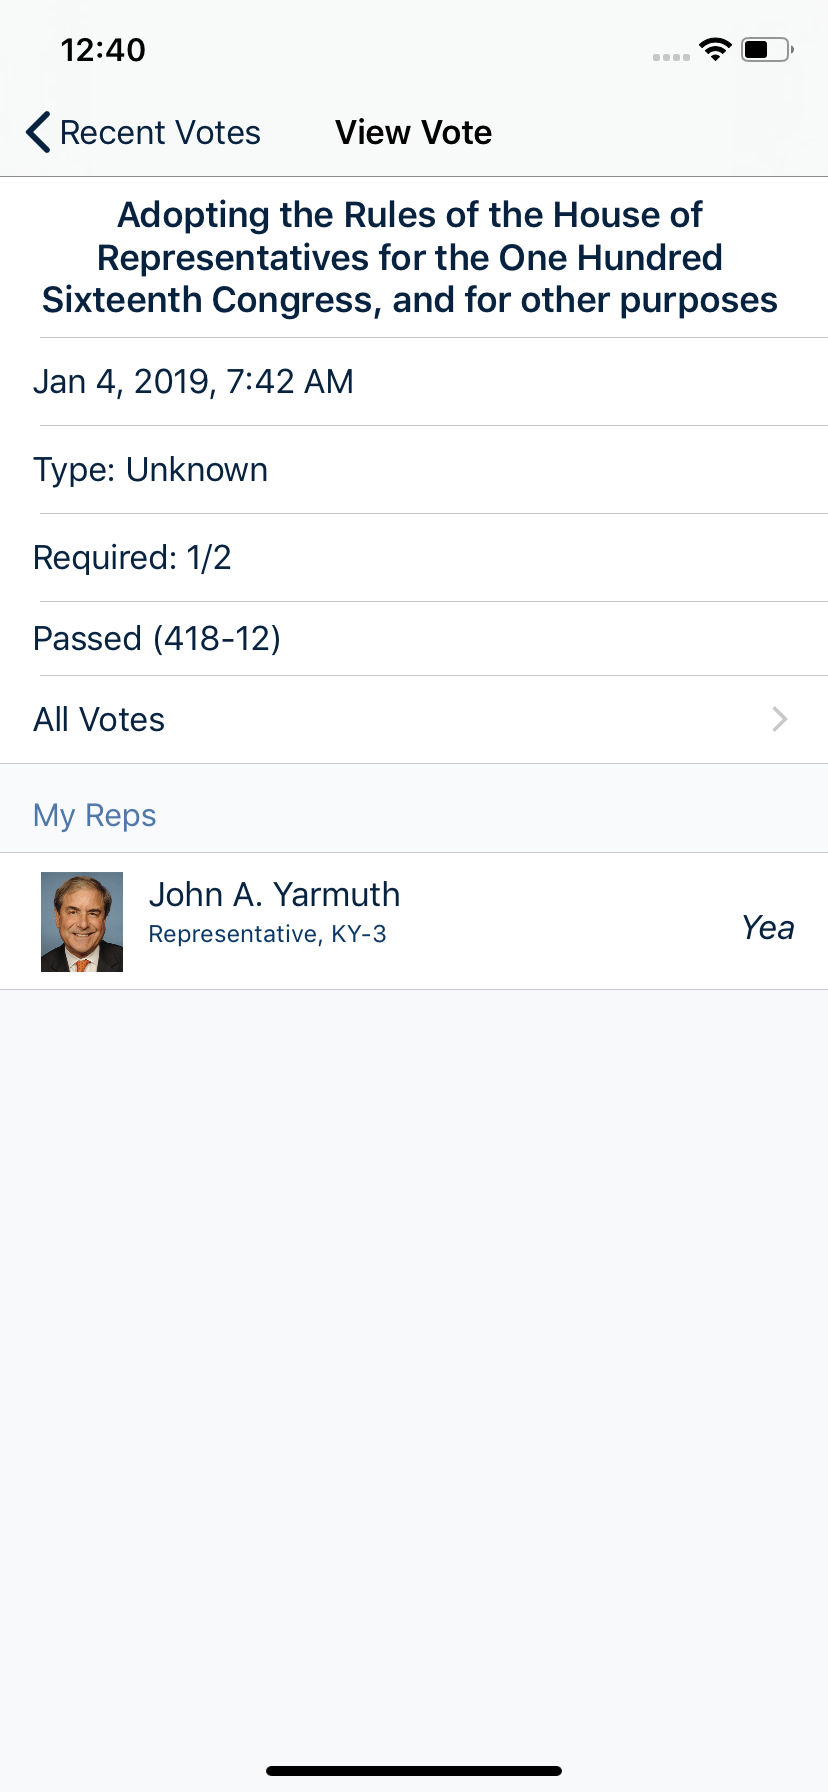 12:40
Recent Votes
View Vote
Adopting the Rules of the House of
Representatives for the One Hundred
Sixteenth Congress, and for other purposes
Jan 4, 2019, 7:42 AM
Type: Unknown
Required: 1/2
Passed (418-12)
All Votes
My Reps
John A. Yarmuth
Representative, KY-3
Yea